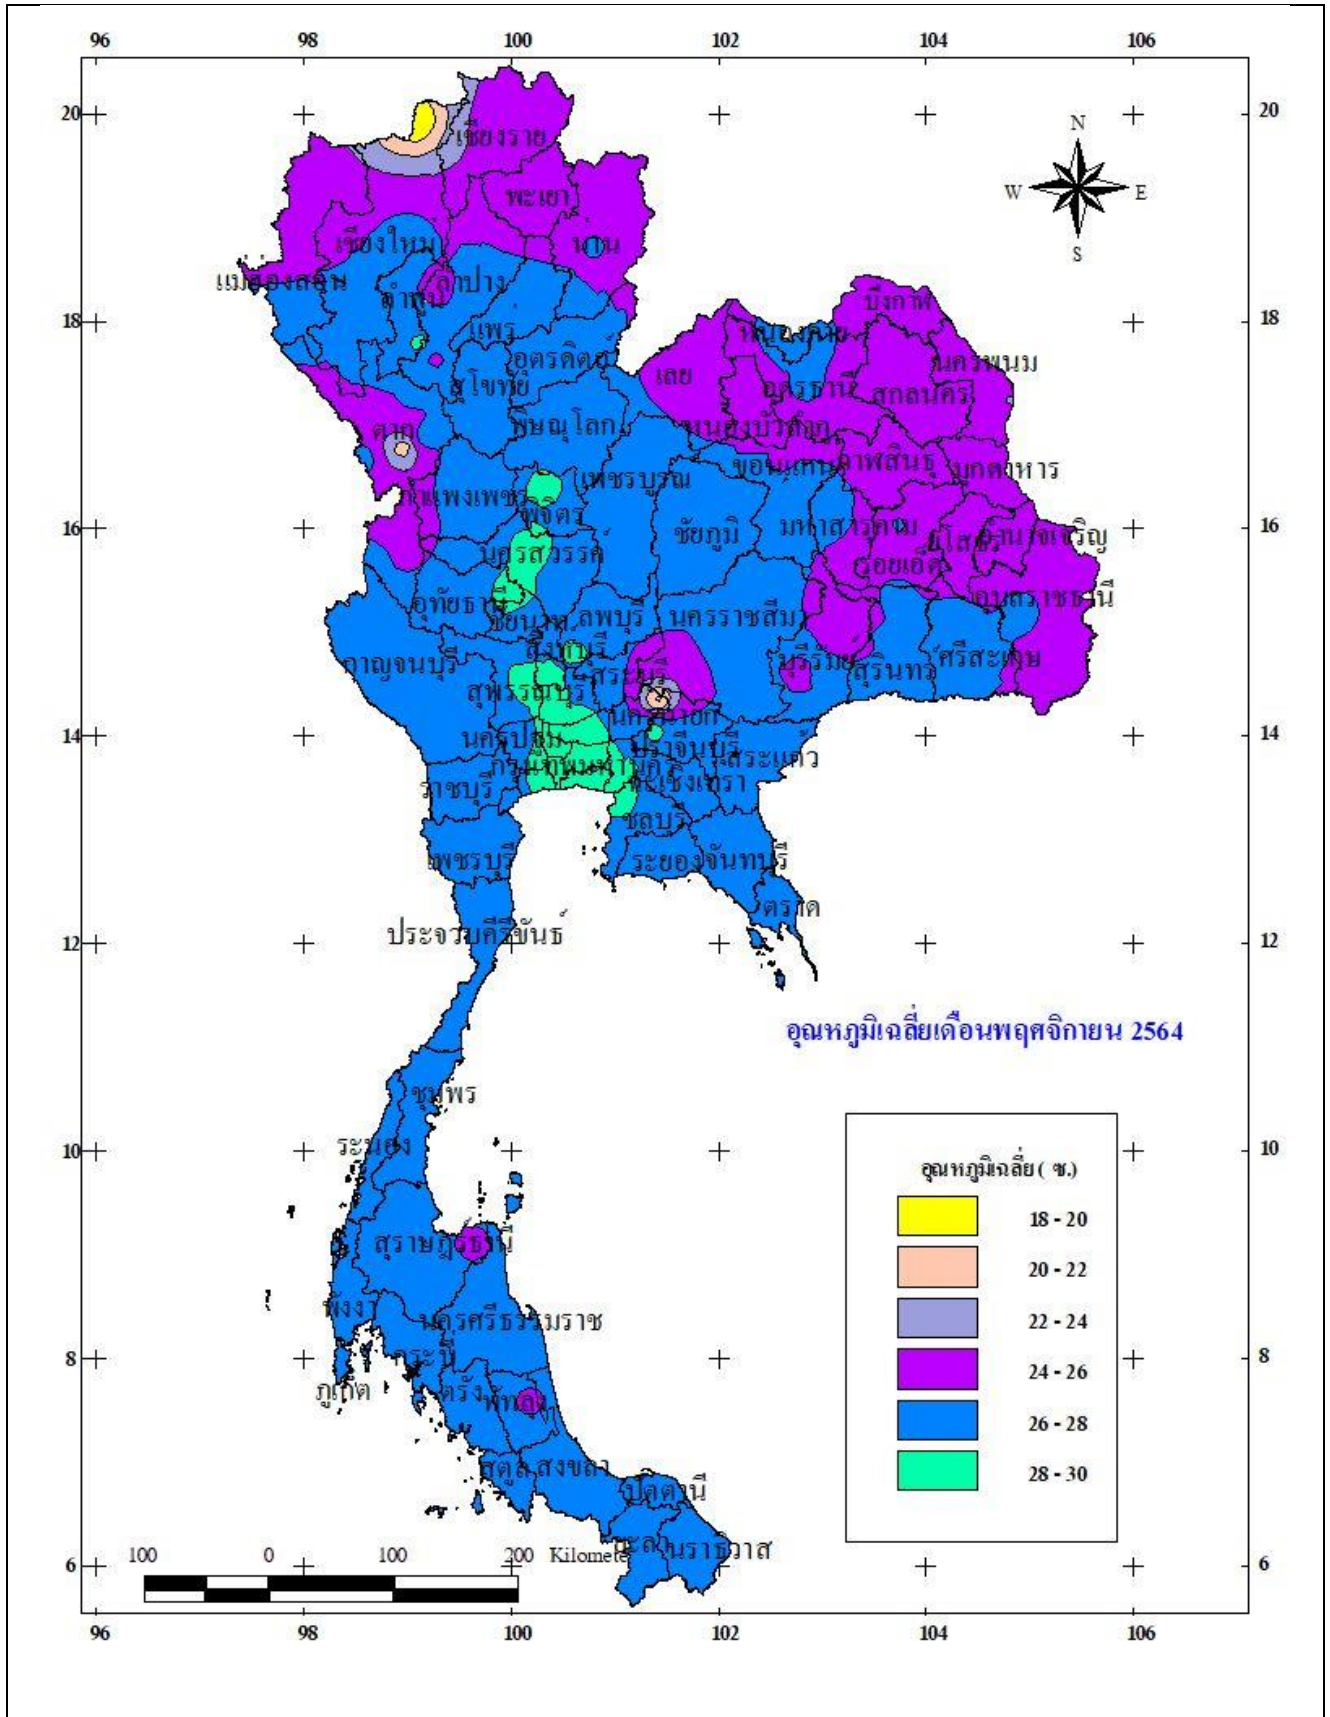 96 98 100 102 104 106
20 20
N
W E
S
เชียงราย
พะเยา
น่าน
เชียงใหม่
แม่ฮ่องสอน
ลำปาง
ลำพูน
บึงกาฬ
18 18
แพร่
หนองคาย
อุตรดิตถ์
นครพนม
เลย
สุโขทัย
อุดรธานี
สกลนคร
ตาก
พิษณุโลก
หนองบัวลำภู
ขอนแก่น
กาฬสินธุ์
มุกดาหาร
เพชรบูรณ์
กำแพงเพชร
พิจิตร
16 16
ชัยภูมิ
มหาสารคาม
ยโสธร
อำนาจเจริญ
นครสวรรค์
ร้อยเอ็ด
อุทัยธานี
อุบลราชธานี
ชัยนาท
ลพบุรี
นครราชสีมา
สิงห์บุรี
กาญจนบุรี
สระบุรี
บุรีรัมย์
สุรินทร์
ศรีสะเกษ
สุพรรณบุรี
นครนายก
14 14
นครปฐม
ปราจีนบุรี
สระแก้ว
กรุงเทพมหานคร
ฉะเชิงเทรา
ราชบุรี
ชลบุรี
เพชรบุรี
ระยอง
จันทบุรี
ตราด
ประจวบคีรีขันธ์
12 12
อุณหภูมิเฉลี่ยเดือนพฤศจิกายน 2564
ชุมพร
ระนอง
10 10
อุณหภูมิเฉลี่ย ( ซ.)
18 - 20
20 - 22
22 - 24
24 - 26
26 - 28
28 - 30
สุราษฎร์ธานี
พังงา
นครศรีธรรมราช
กระบี่
8 8
ภูเก็ต
ตรัง
พัทลุง
สตูล
สงขลา
ปัตตานี
ยะลา
นราธิวาส
6 6
100 0 100 200 Kilomete
96 98 100 102 104 106